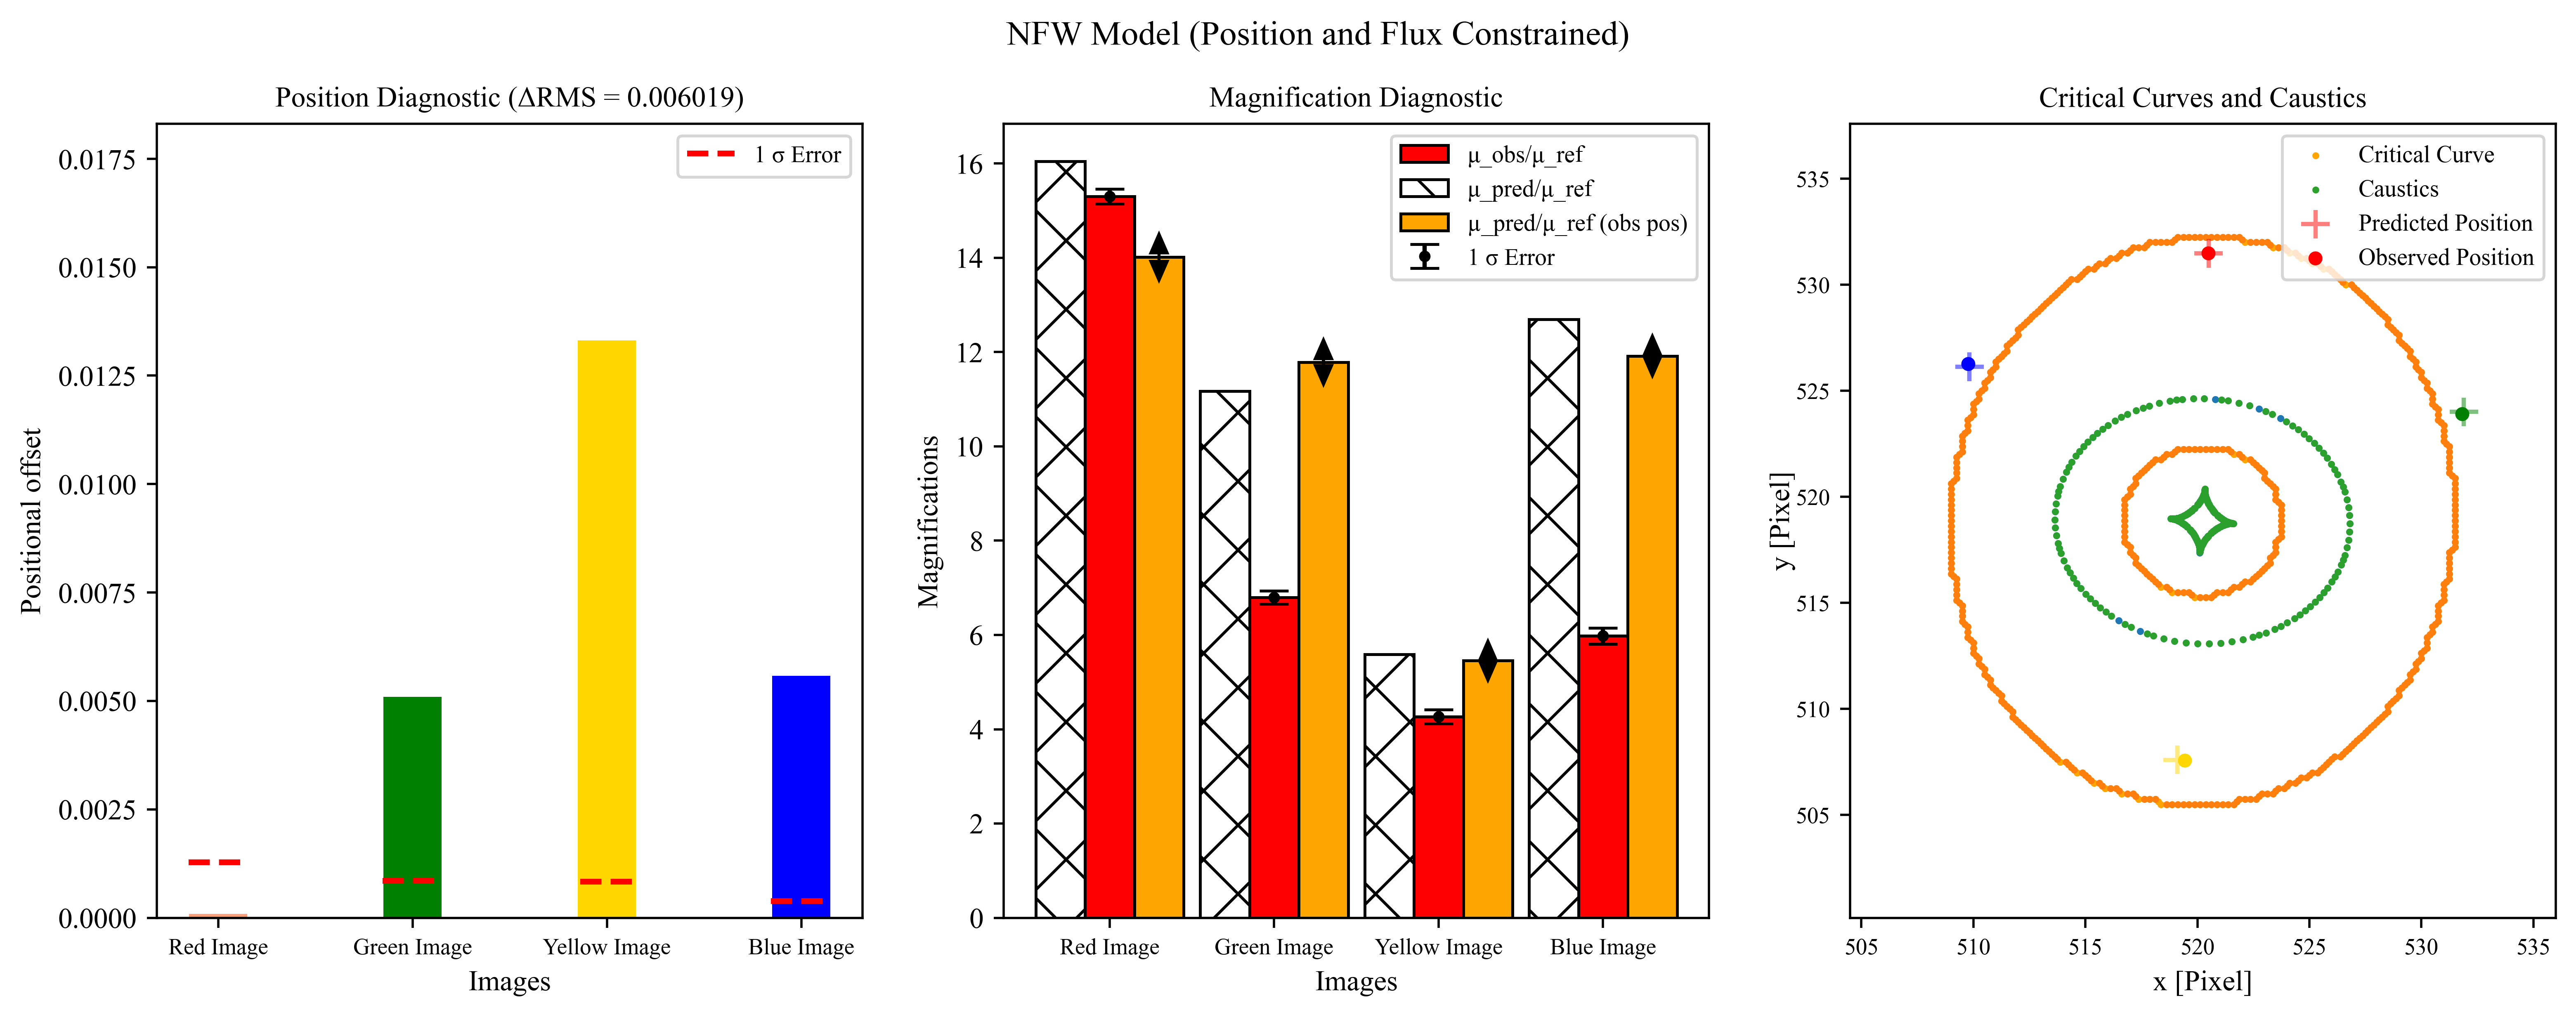 NFW Model (Position and Flux Constrained)
Position Diagnostic (ΔRMS = 0.006019)
1 σ Error
0.0175
0.0150
0.0125
0.0100
0.0075
0.0050
0.0025
0.0000
Positional offset
Red Image
Green Image
Yellow Image
Blue Image
Images
Magnification Diagnostic
μ_obs/μ_ref
μ_pred/μ_ref
μ_pred/μ_ref (obs pos)
1 σ Error
16
14
12
10
8
6
4
2
0
Magnifications
Red Image
Green Image
Yellow Image
Blue Image
Images
Critical Curves and Caustics
Critical Curve
Caustics
Predicted Position
Observed Position
535
530
525
520
515
510
505
y [Pixel]
505
510
515
520
525
530
535
x [Pixel]